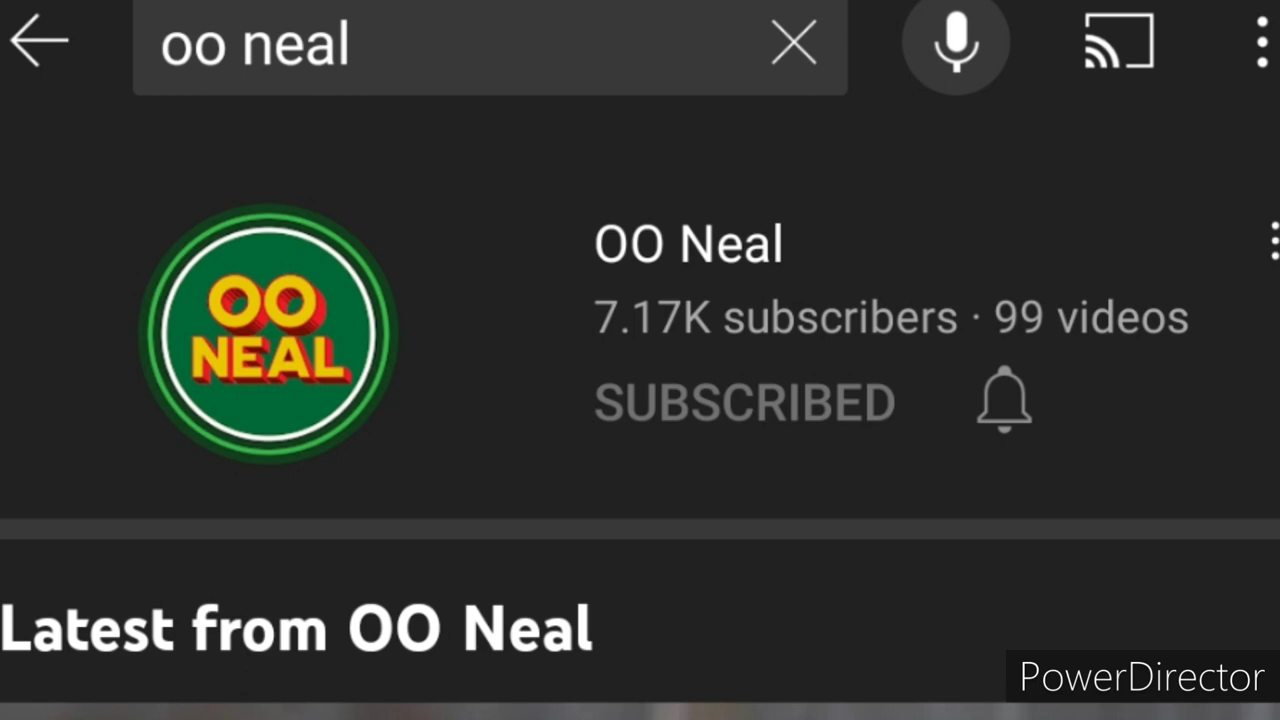 oo neal
OO
NEAL
OO Neal
7.17K subscribers · 99 videos
SUBSCRIBED
Latest from OO Neal
PowerDirector